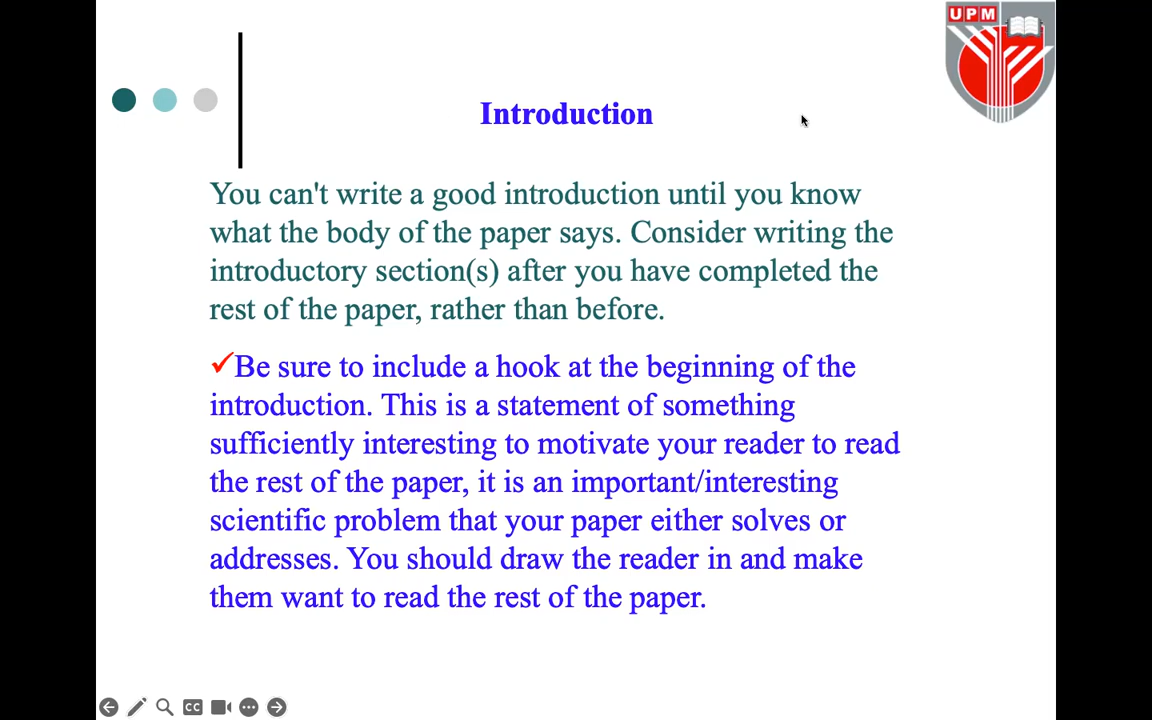 UPM
Introduction
You can't write a good introduction until you know
what the body of the paper says. Consider writing the
introductory section(s) after you have completed the
rest of the paper, rather than before.
✓Be sure to include a hook at the beginning of the
introduction. This is a statement of something
sufficiently interesting to motivate your reader to read
the rest of the paper, it is an important/interesting
scientific problem that your paper either solves or
addresses. You should draw the reader in and make
them want to read the rest of the paper.
CC